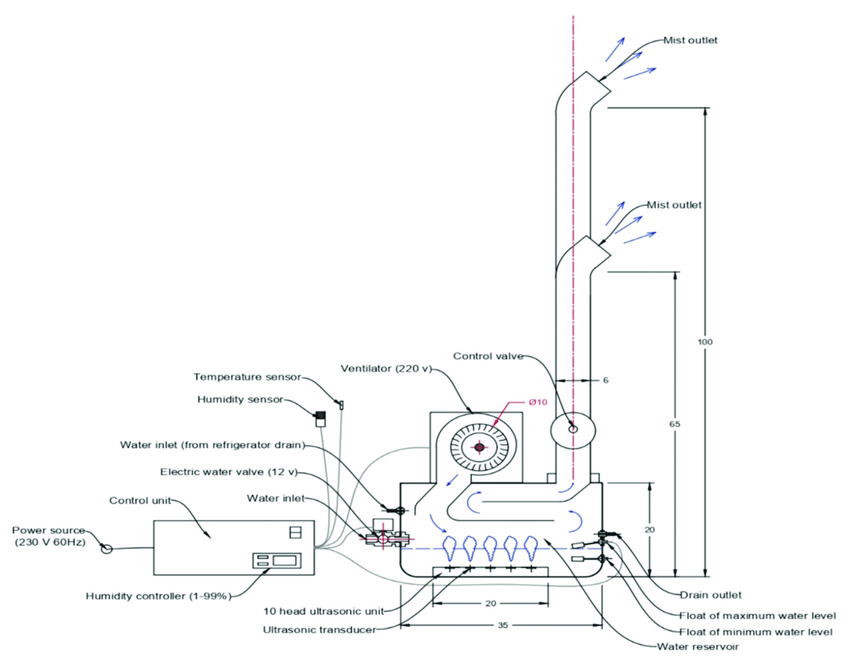 Mist outlet
Mist outlet
100
Control valve
Ventilator (220 v)
Temperature sensor
6
Humidity sensor
Ø10
65
Water inlet (from refrigerator drain)
Electric water valve (12 v)
Water inlet
Control unit
20
Power source
(230 V 60Hz)
Humidity controller (1-99%)
Drain outlet
10 head ultrasonic unit
20
Float of maximum water level
Ultrasonic transducer
35
Float of minimum water level
Water reservoir